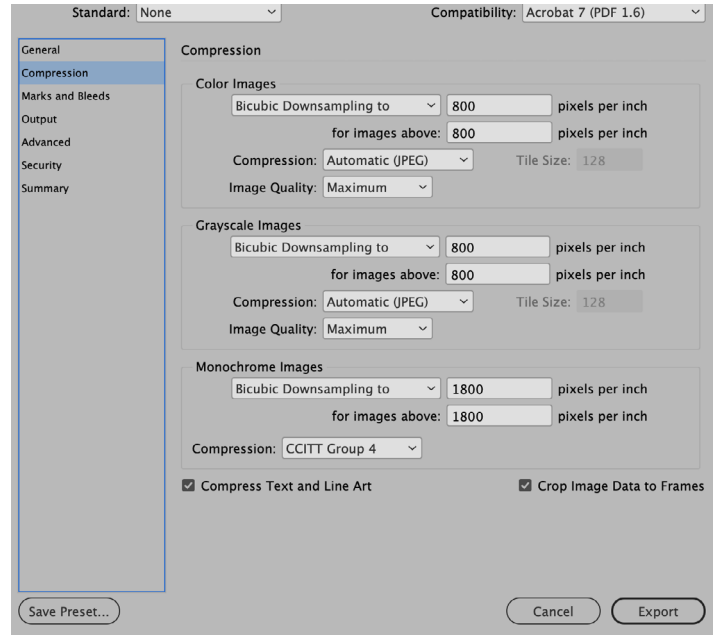 Standard: None Compatibility: Acrobat 7 (PDF 1.6)
General
Compression
Marks and Bleeds
Output
Advanced
Security
Summary
Compression
Color Images
Bicubic Downsampling to 800 pixels per inch
for images above: 800 pixels per inch
Compression: Automatic (JPEG) Tile Size: 128
Image Quality: Maximum
Grayscale Images
Bicubic Downsampling to 800 pixels per inch
for images above: 800 pixels per inch
Compression: Automatic (JPEG) Tile Size: 128
Image Quality: Maximum
Monochrome Images
Bicubic Downsampling to 1800 pixels per inch
for images above: 1800 pixels per inch
Compression: CCITT Group 4
Compress Text and Line Art Crop Image Data to Frames
Save Preset... Cancel Export